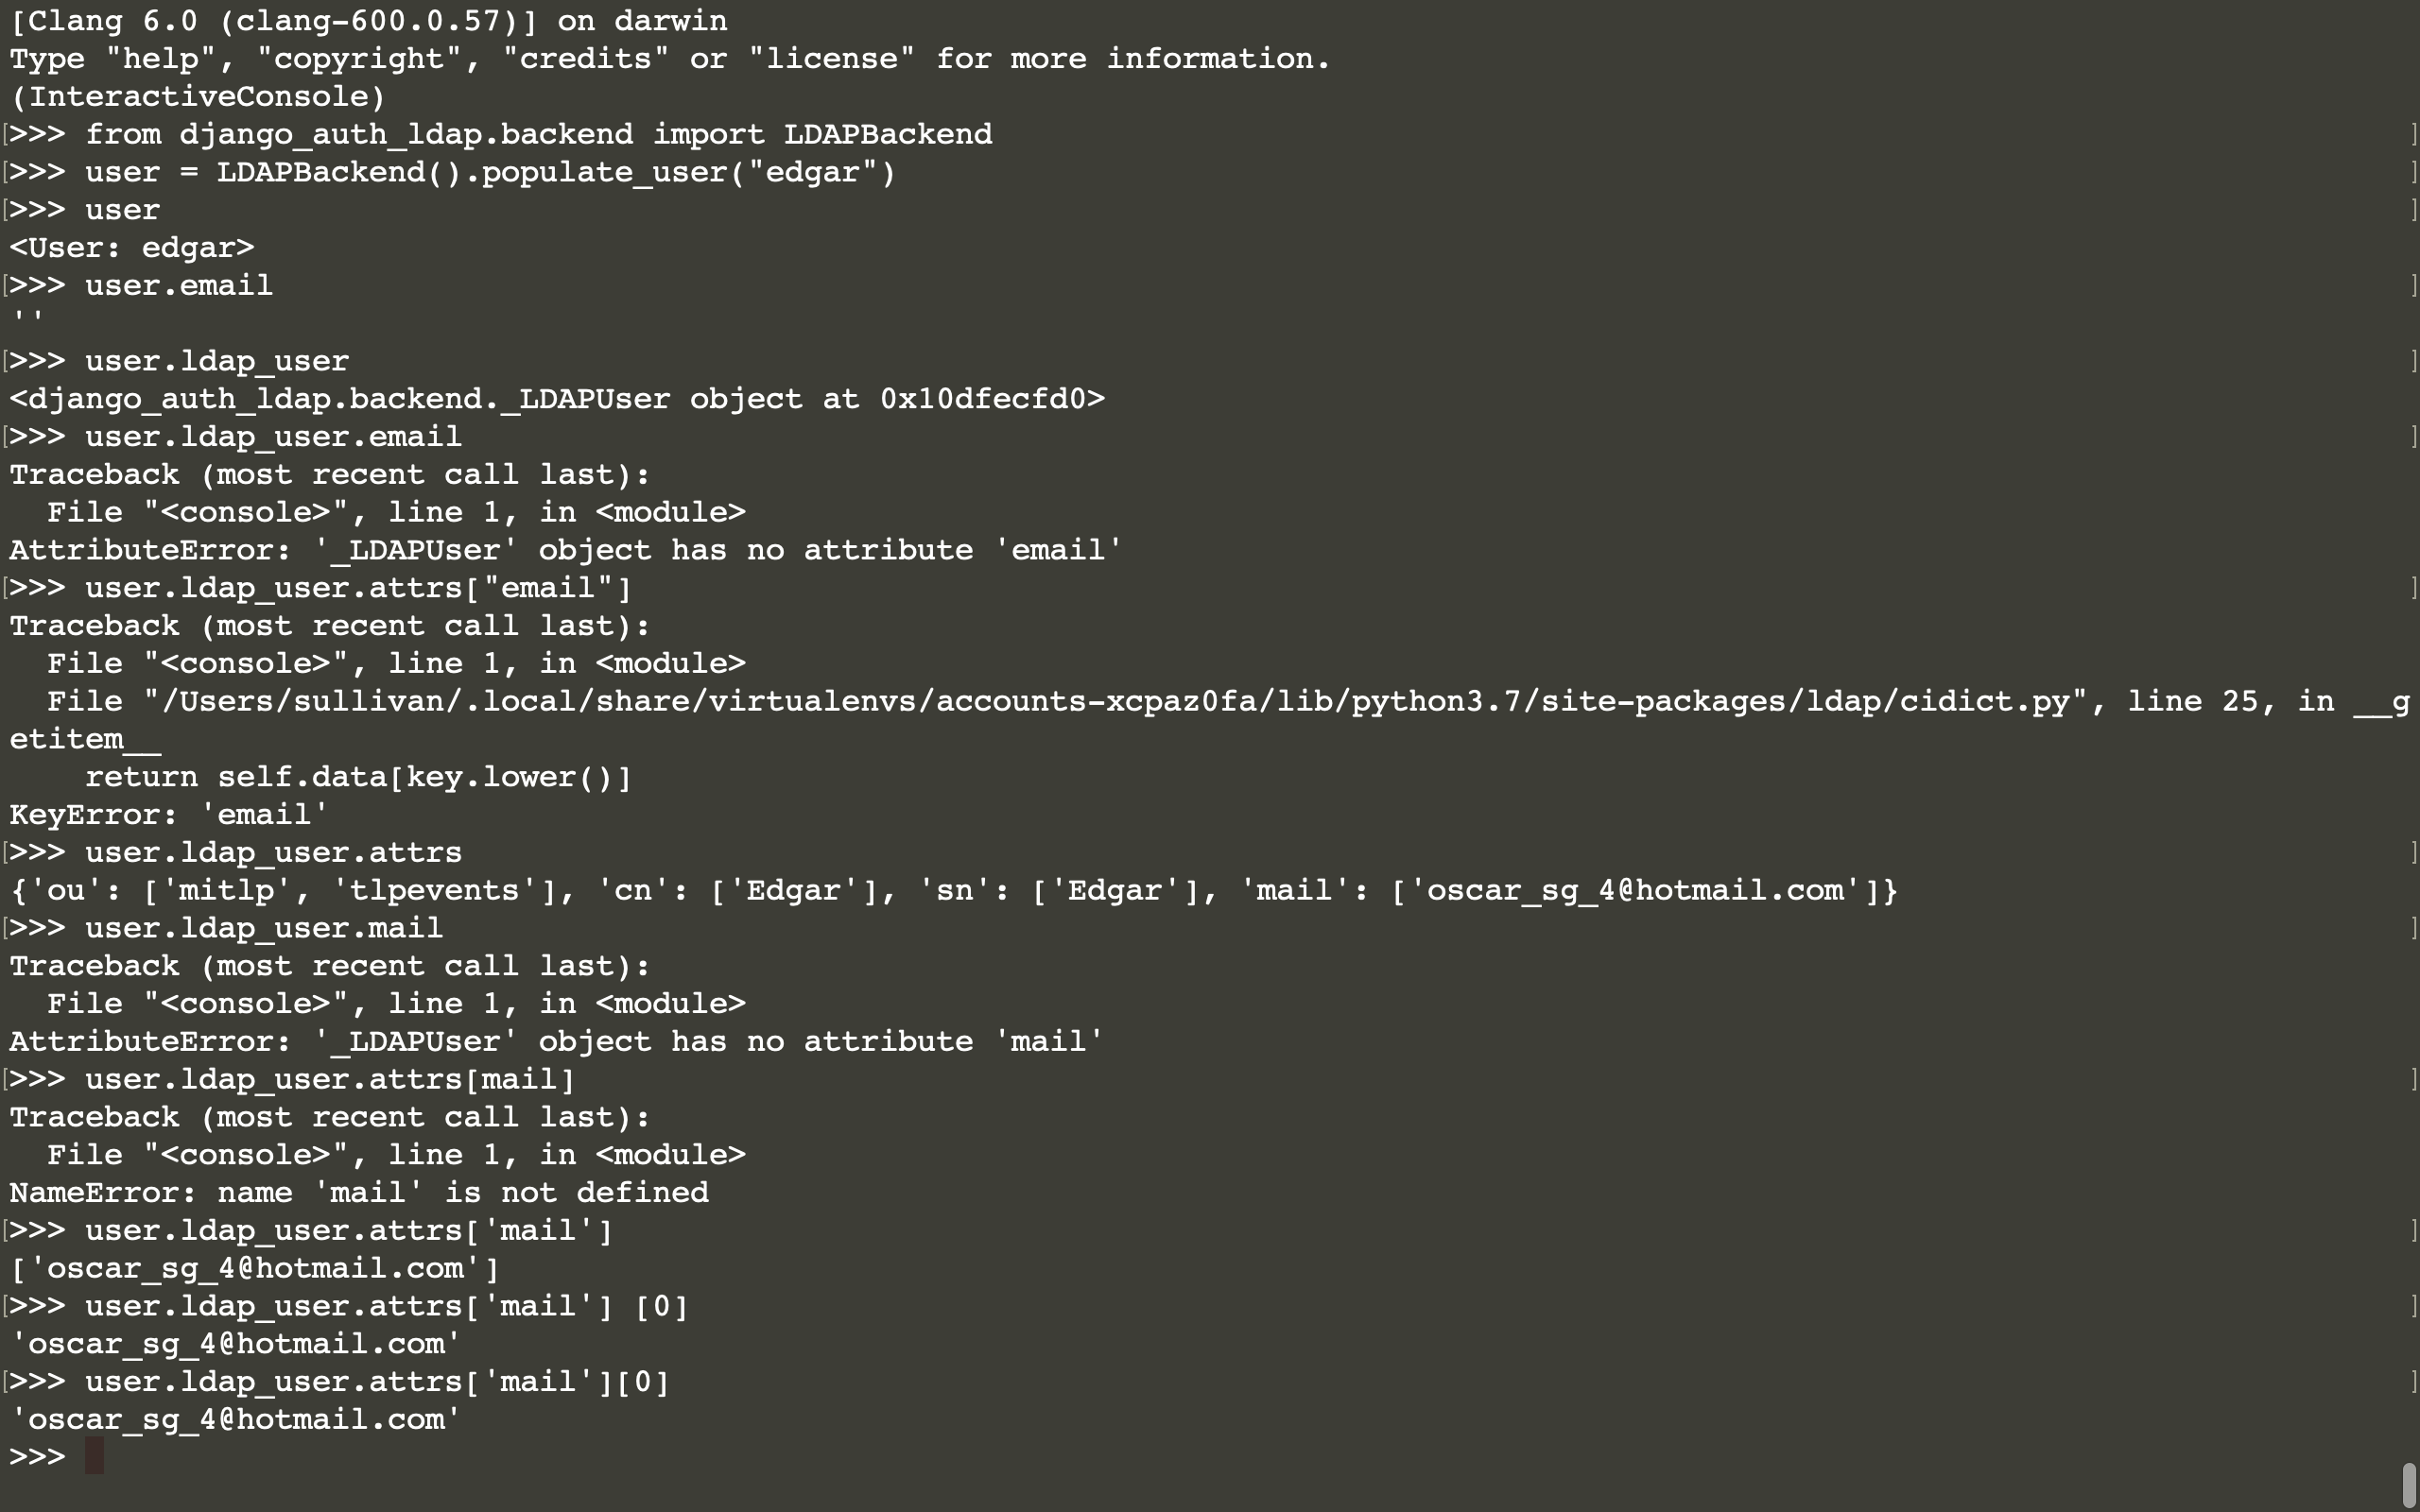 [Clang 6.0 (clang-600.0.57)] on darwin
Type "help", "copyright", "credits" or "license" for more information.
(InteractiveConsole)
[>>> from django_auth_ldap.backend import LDAPBackend ]
[>>> user = LDAPBackend().populate_user("edgar") ]
[>>> user ]
<User: edgar>
[>>> user.email ]
''
[>>> user.ldap_user ]
<django_auth_ldap.backend._LDAPUser object at 0x10dfecfd0>
[>>> user.ldap_user.email ]
Traceback (most recent call last):
  File "<console>", line 1, in <module>
AttributeError: '_LDAPUser' object has no attribute 'email'
[>>> user.ldap_user.attrs["email"] ]
Traceback (most recent call last):
  File "<console>", line 1, in <module>
  File "/Users/sullivan/.local/share/virtualenvs/accounts-xcpaz0fa/lib/python3.7/site-packages/ldap/cidict.py", line 25, in __g
etitem__
    return self.data[key.lower()]
KeyError: 'email'
[>>> user.ldap_user.attrs ]
{'ou': ['mitlp', 'tlpevents'], 'cn': ['Edgar'], 'sn': ['Edgar'], 'mail': ['oscar_sg_4@hotmail.com']}
[>>> user.ldap_user.mail ]
Traceback (most recent call last):
  File "<console>", line 1, in <module>
AttributeError: '_LDAPUser' object has no attribute 'mail'
[>>> user.ldap_user.attrs[mail] ]
Traceback (most recent call last):
  File "<console>", line 1, in <module>
NameError: name 'mail' is not defined
[>>> user.ldap_user.attrs['mail'] ]
['oscar_sg_4@hotmail.com']
[>>> user.ldap_user.attrs['mail'] [0] ]
'oscar_sg_4@hotmail.com'
[>>> user.ldap_user.attrs['mail'][0] ]
'oscar_sg_4@hotmail.com'
>>>